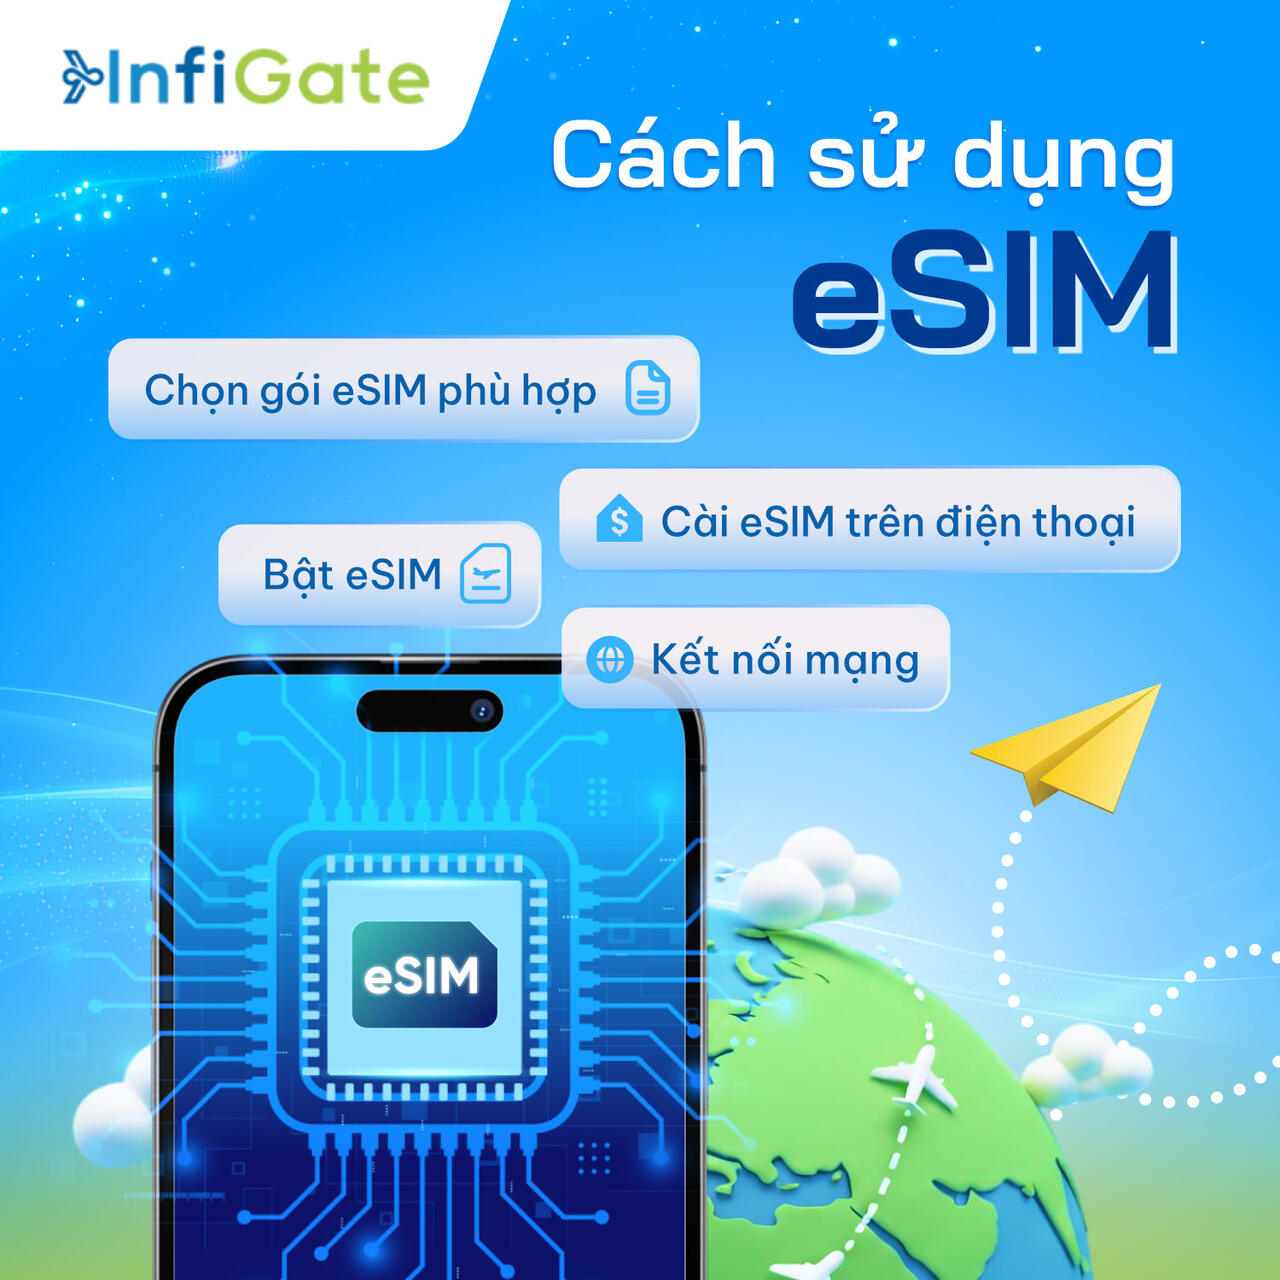 InfiGate
Cách sử dụng
eSIM
Chọn gói eSIM phù hợp
Cài eSIM trên điện thoại
Bật eSIM
Kết nối mạng
eSIM